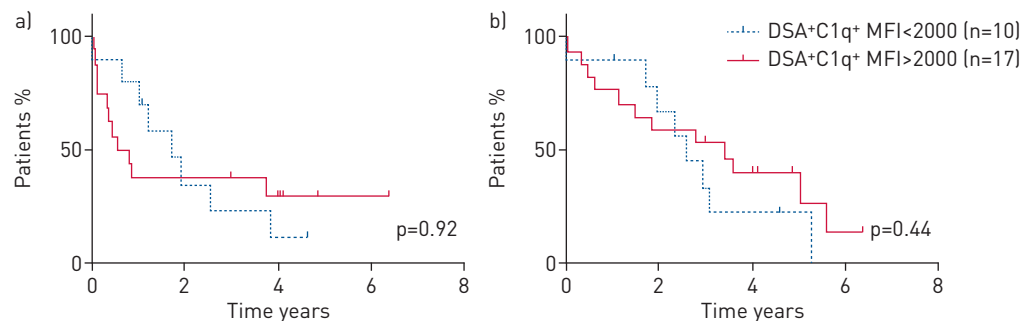 a)
100
50
0
Patients %
0 2 4 6 8
Time years
p=0.92
b)
DSA+C1q+ MFI<2000 (n=10)
DSA+C1q+ MFI>2000 (n=17)
100
50
0
Patients %
0 2 4 6 8
Time years
p=0.44